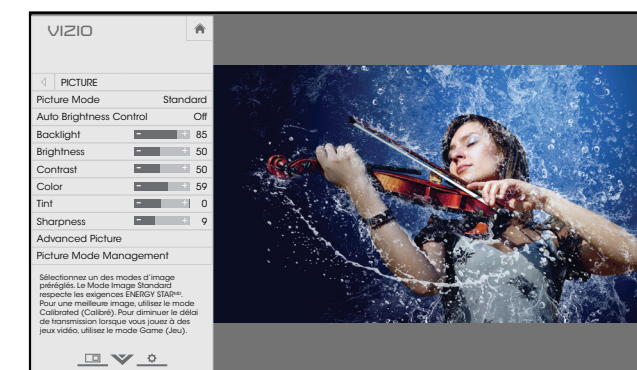 VIZIO
PICTURE
Picture Mode Standard
Auto Brightness Control Off
Backlight - + 85
Brightness - + 50
Contrast - + 50
Color - + 59
Tint - + 0
Sharpness - + 9
Advanced Picture
Picture Mode Management
Sélectionnez un des modes d'image
préréglés. Le Mode Image Standard
respecte les exigences ENERGY STARᴹᴰ.
Pour une meilleure image, utilisez le mode
Calibrated (Calibré). Pour diminuer le délai
de transmission lorsque vous jouez à des
jeux vidéo, utilisez le mode Game (Jeu).